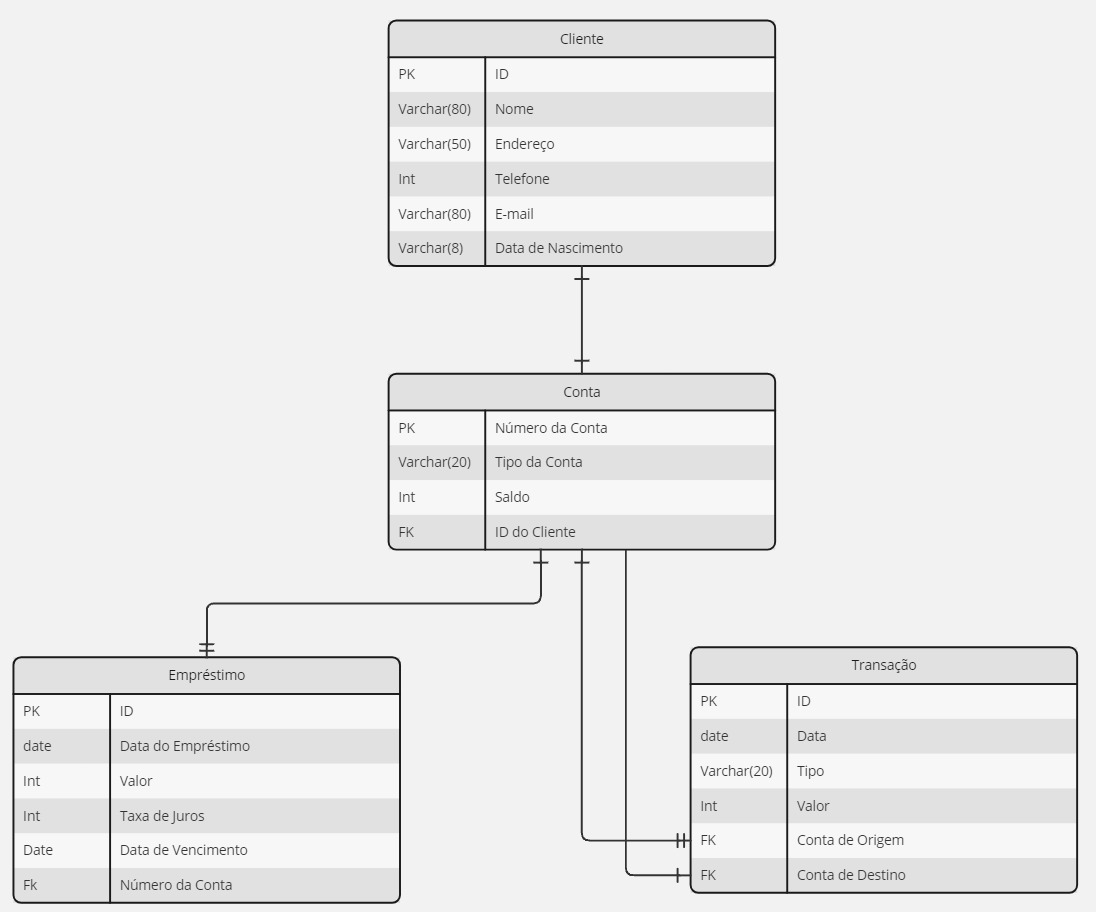 Cliente
PK ID
Varchar(80) Nome
Varchar(50) Endereço
Int Telefone
Varchar(80) E-mail
Varchar(8) Data de Nascimento
Conta
PK Número da Conta
Varchar(20) Tipo da Conta
Int Saldo
FK ID do Cliente
Empréstimo
PK ID
date Data do Empréstimo
Int Valor
Int Taxa de Juros
Date Data de Vencimento
Fk Número da Conta
Transação
PK ID
date Data
Varchar(20) Tipo
Int Valor
FK Conta de Origem
FK Conta de Destino